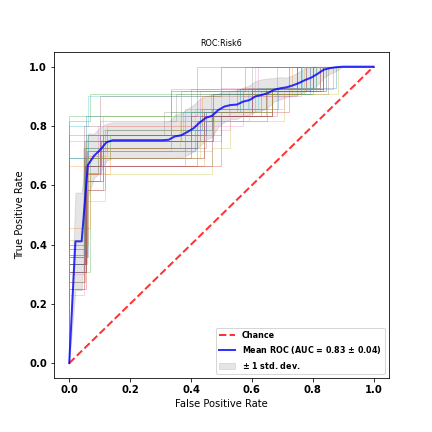 ROC:Risk6
1.0
0.8
0.6
0.4
0.2
0.0
True Positive Rate
Chance
Mean ROC (AUC = 0.83 ± 0.04)
± 1 std. dev.
0.0 0.2 0.4 0.6 0.8 1.0
False Positive Rate